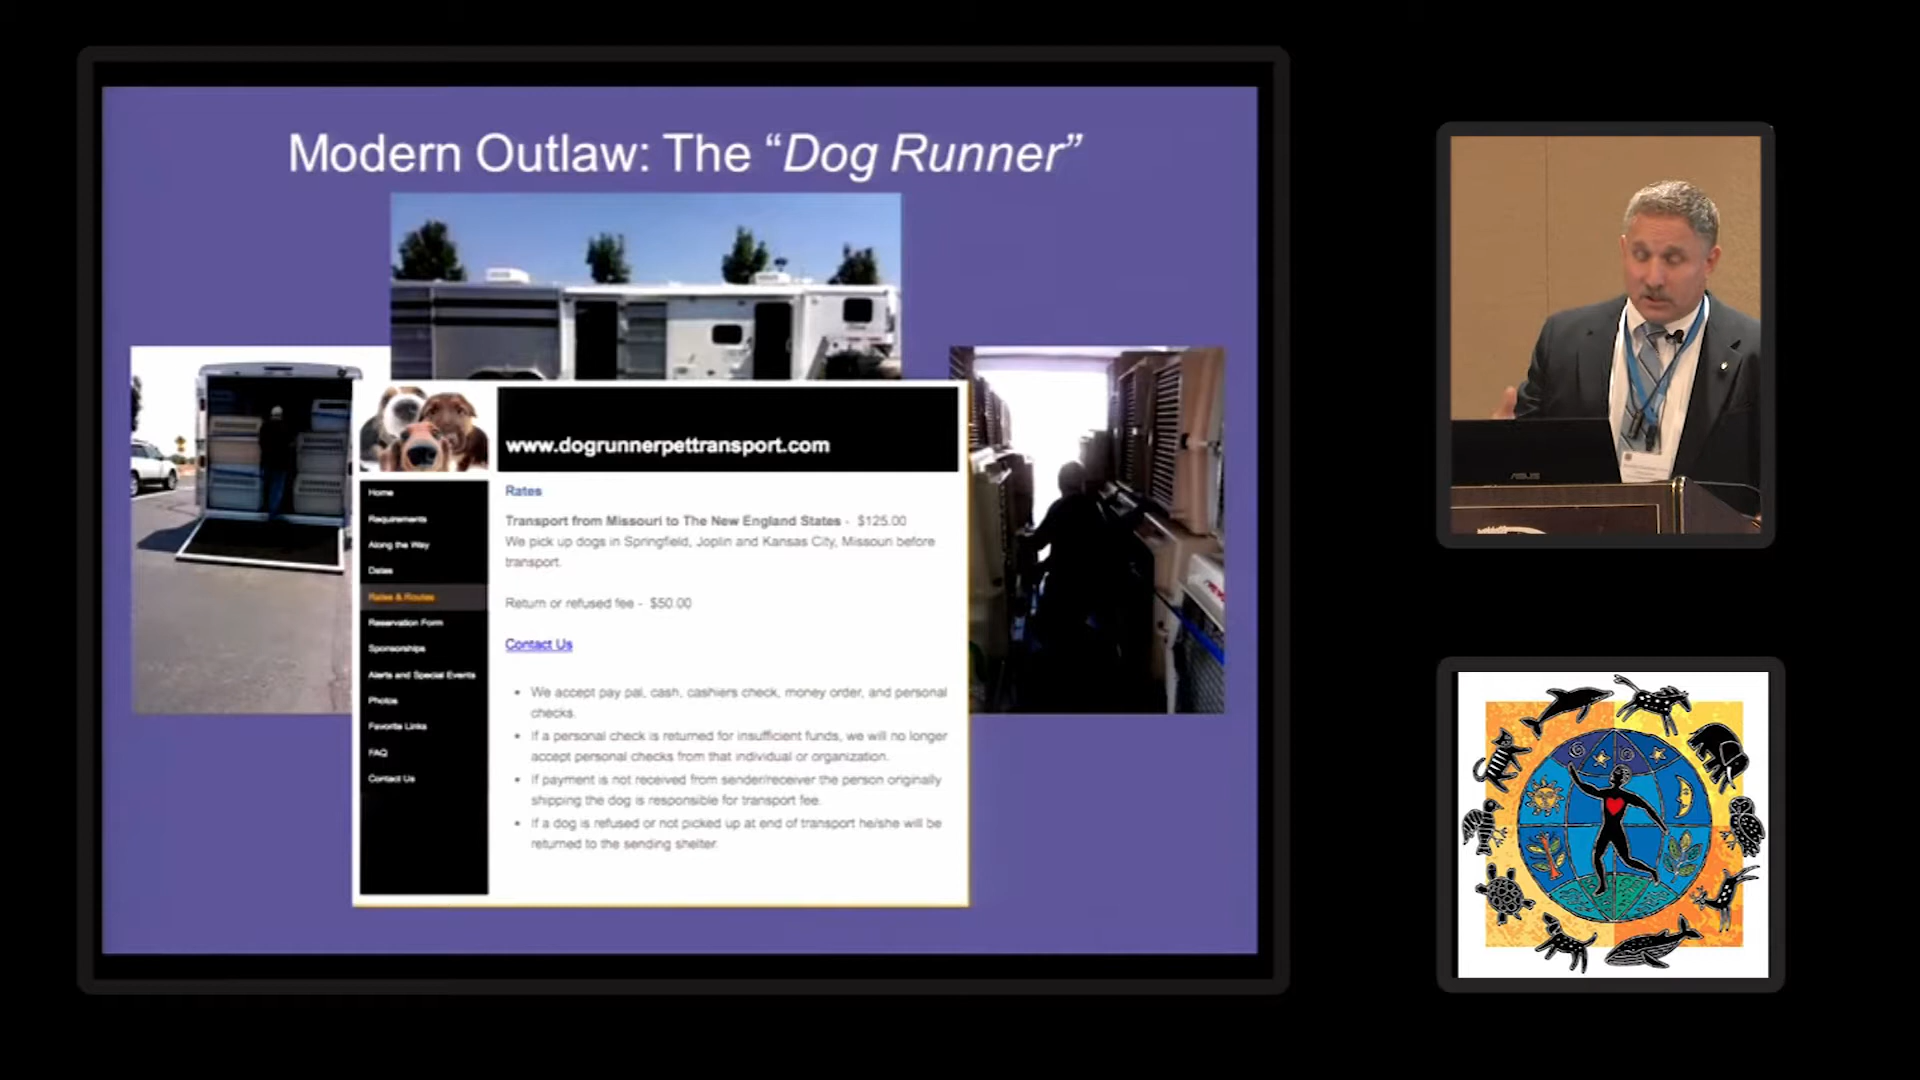 Modern Outlaw: The “Dog Runner”
www.dogrunnerpettransport.com
Home
Requirements
Along the Way
Dates
Rates & Routes
Reservation Form
Sponsorships
Alerts and Special Events
Photos
Favorite Links
FAQ
Contact Us
Rates
Transport from Missouri to The New England States - $125.00
We pick up dogs in Springfield, Joplin and Kansas City, Missouri before
transport.
Return or refused fee - $50.00
Contact Us
• We accept pay pal, cash, cashiers check, money order, and personal
checks.
• If a personal check is returned for insufficient funds, we will no longer
accept personal checks from that individual or organization.
• If payment is not received from sender/receiver the person originally
shipping the dog is responsible for transport fee.
• If a dog is refused or not picked up at end of transport he/she will be
returned to the sending shelter.
ASUS